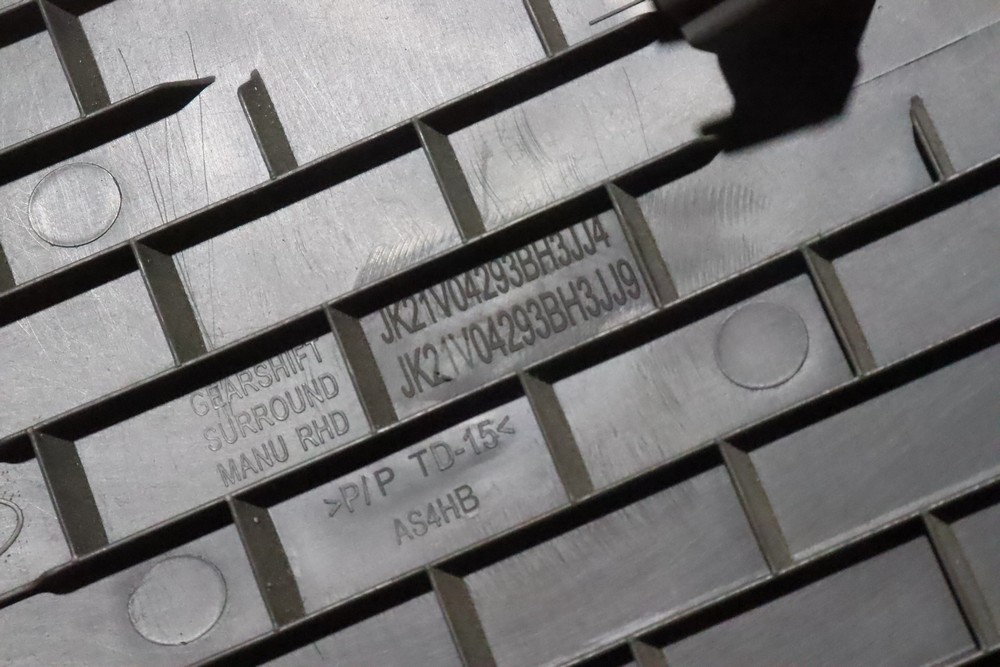 JK21V04293BH3JJ4
JK21V04293BH3JJ9
GEARSHIFT
SURROUND
MANU RHD
>P/P TD-15<
AS4HB